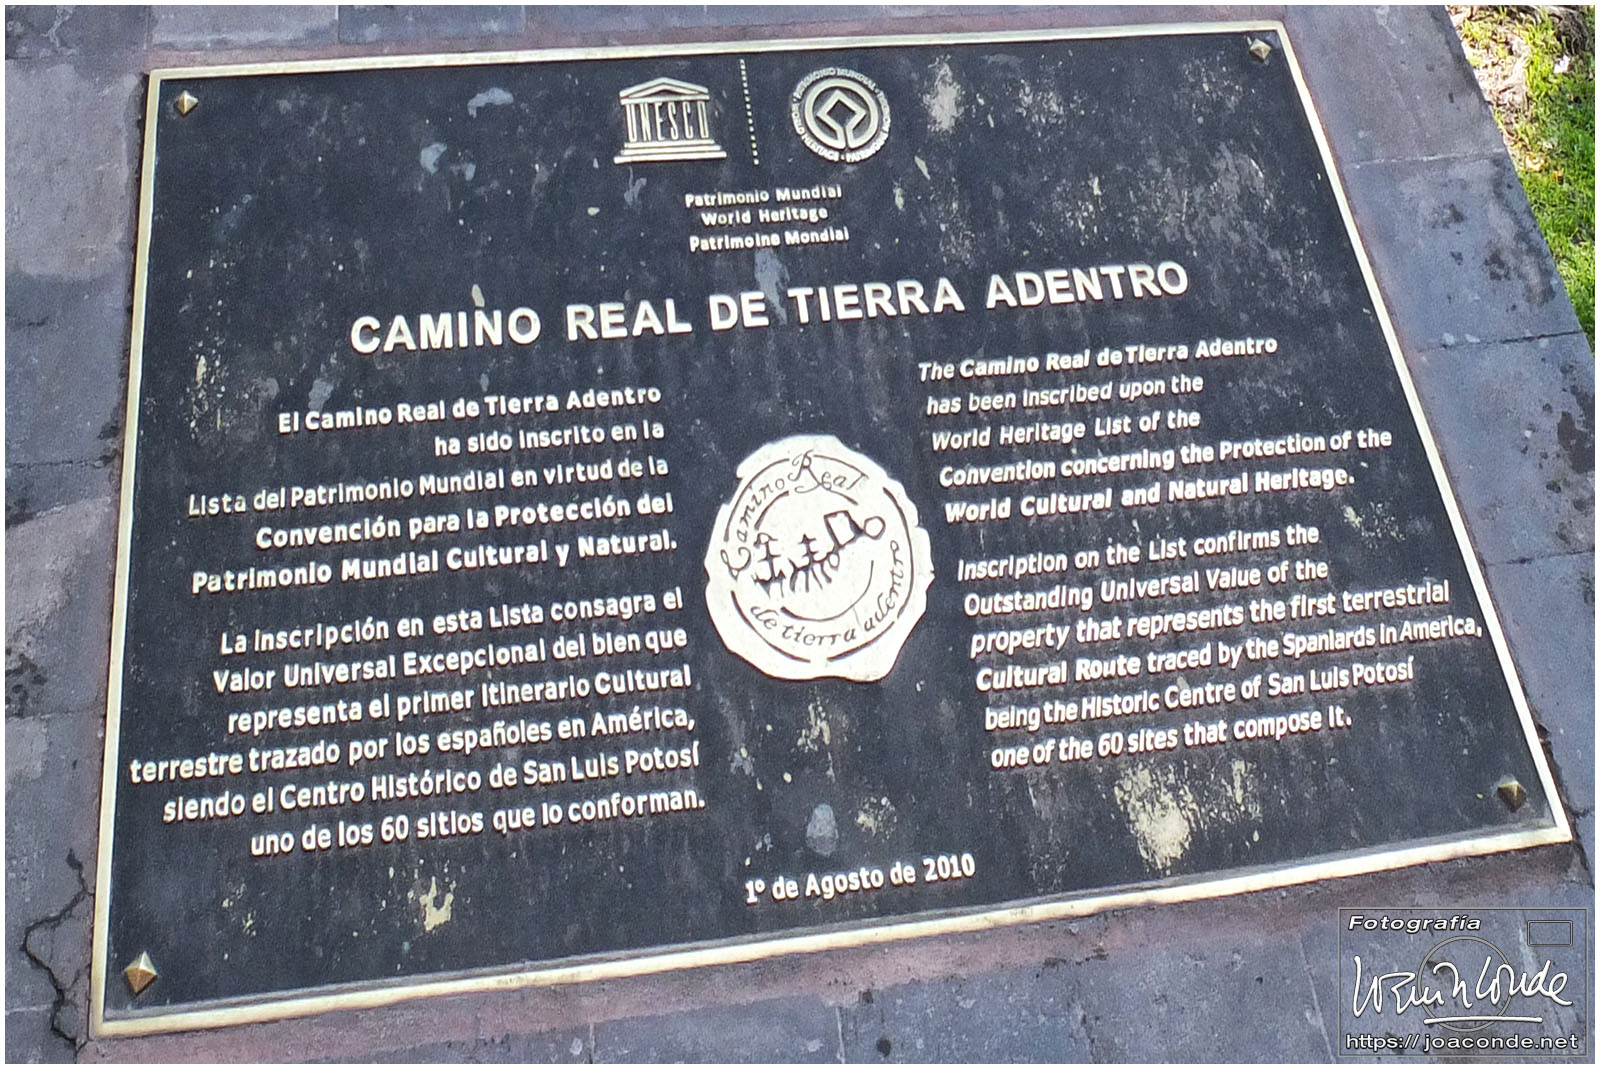 UNESCO
PATRIMONIO MUNDIAL • WORLD HERITAGE • PATRIMOINE MONDIAL
Patrimonio Mundial
World Heritage
Patrimoine Mondial
CAMINO REAL DE TIERRA ADENTRO
El Camino Real de Tierra Adentro
ha sido inscrito en la
Lista del Patrimonio Mundial en virtud de la
Convención para la Protección del
Patrimonio Mundial Cultural y Natural.
La inscripción en esta Lista consagra el
Valor Universal Excepcional del bien que
representa el primer Itinerario Cultural
terrestre trazado por los españoles en América,
siendo el Centro Histórico de San Luis Potosí
uno de los 60 sitios que lo conforman.
Camino Real
de tierra adentro
The Camino Real de Tierra Adentro
has been inscribed upon the
World Heritage List of the
Convention concerning the Protection of the
World Cultural and Natural Heritage.
Inscription on the List confirms the
Outstanding Universal Value of the
property that represents the first terrestrial
Cultural Route traced by the Spaniards in America,
being the Historic Centre of San Luis Potosí
one of the 60 sites that compose it.
1º de Agosto de 2010
Fotografía
https://joaconde.net